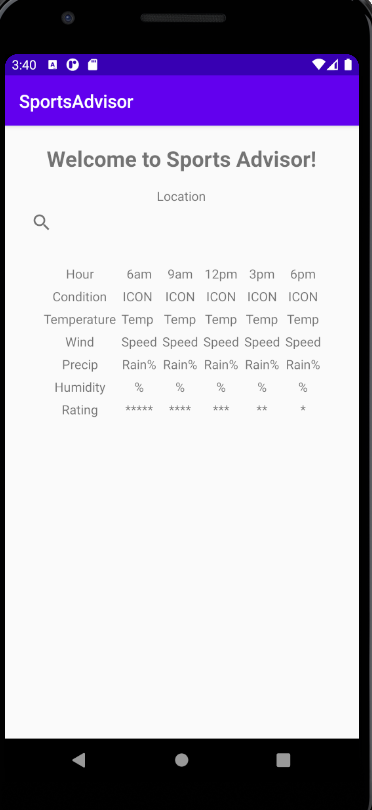 3:40
SportsAdvisor
Welcome to Sports Advisor!
Location
Hour 6am 9am 12pm 3pm 6pm
Condition ICON ICON ICON ICON ICON
Temperature Temp Temp Temp Temp Temp
Wind Speed Speed Speed Speed Speed
Precip Rain% Rain% Rain% Rain% Rain%
Humidity % % % % %
Rating ***** **** *** ** *